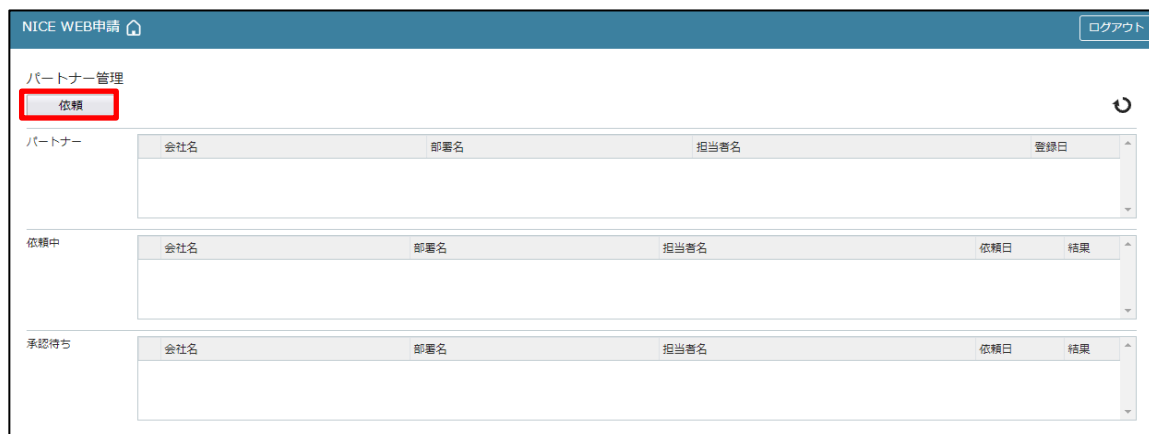 NICE WEB申請 ログアウト
パートナー管理
依頼
パートナー 会社名 部署名 担当者名 登録日
依頼中 会社名 部署名 担当者名 依頼日 結果
承認待ち 会社名 部署名 担当者名 依頼日 結果